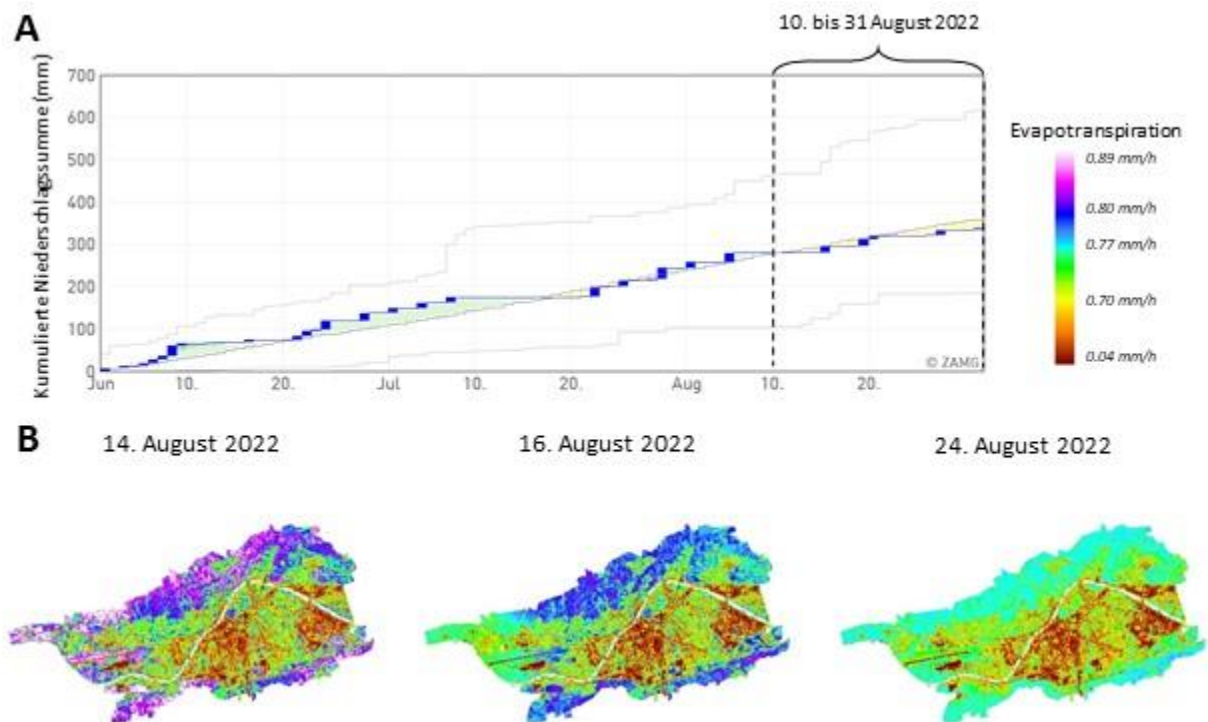 A
10. bis 31 August 2022
Kumulierte Niederschlagssumme (mm)
700
600
500
400
300
200
100
0
Jun
10.
20.
Jul
10.
20.
Aug
10.
20.
© ZAMG
Evapotranspiration
0.89 mm/h
0.80 mm/h
0.77 mm/h
0.70 mm/h
0.04 mm/h
B
14. August 2022
16. August 2022
24. August 2022